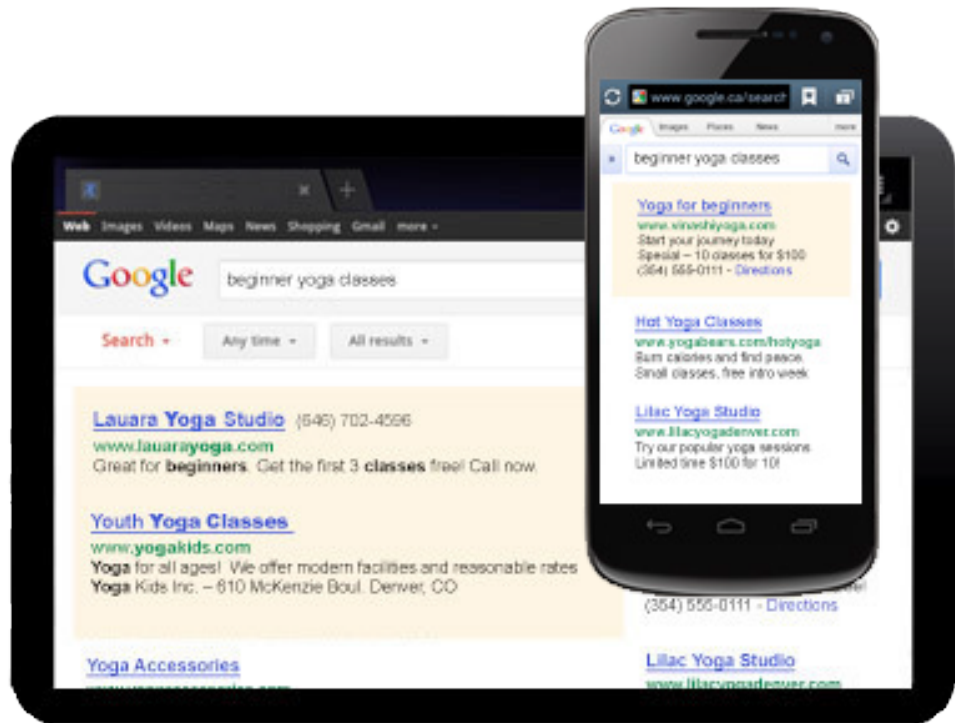 www.google.ca/search
Google Images Places News more
beginner yoga classes
Yoga for beginners
www.vinashiyoga.com
Start your journey today
Special – 10 classes for $100
(354) 555-0111 - Directions
Hot Yoga Classes
www.yogabears.com/hotyoga
Burn calories and find peace.
Small classes, free intro week
Lilac Yoga Studio
www.lilacyogadenver.com
Try our popular yoga sessions
Limited time $100 for 10!
Web Images Videos Maps News Shopping Gmail more
Google
beginner yoga classes
Search Any time All results
Lauara Yoga Studio (646) 702-4596
www.lauarayoga.com
Great for beginners. Get the first 3 classes free! Call now.
Youth Yoga Classes
www.yogakids.com
Yoga for all ages! We offer modern facilities and reasonable rates
Yoga Kids Inc. – 610 McKenzie Boul. Denver, CO
Yoga Accessories
(354) 555-0111 - Directions
Lilac Yoga Studio
www.lilacyogadenver.com